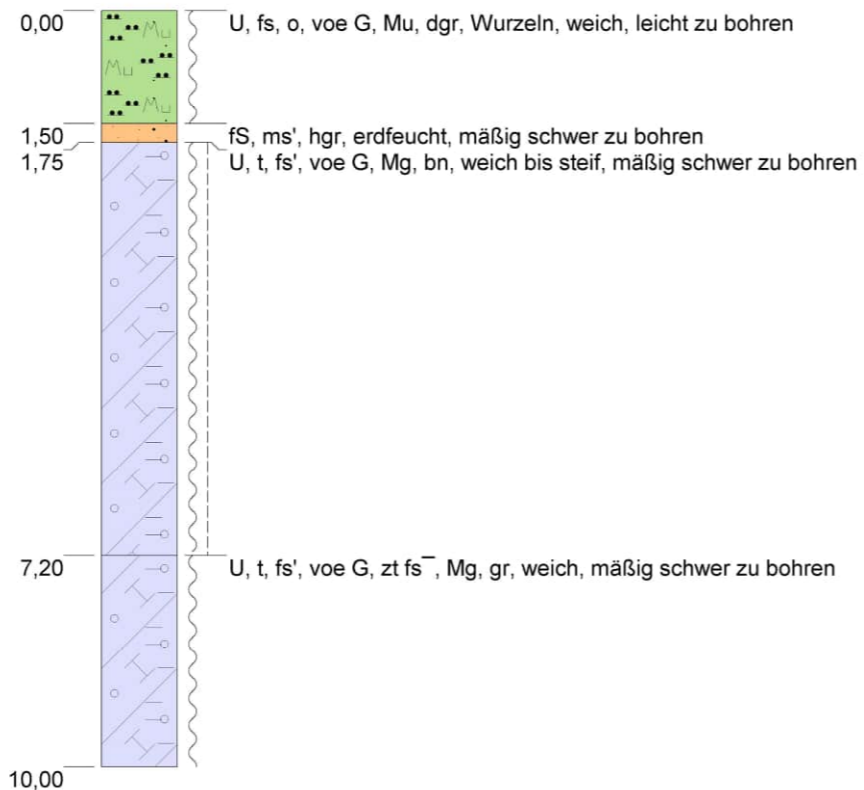 0,00 U, fs, o, voe G, Mu, dgr, Wurzeln, weich, leicht zu bohren
Mu
Mu
Mu
1,50 fS, ms', hgr, erdfeucht, mäßig schwer zu bohren
1,75 U, t, fs', voe G, Mg, bn, weich bis steif, mäßig schwer zu bohren
7,20 U, t, fs', voe G, zt fs¯, Mg, gr, weich, mäßig schwer zu bohren
10,00